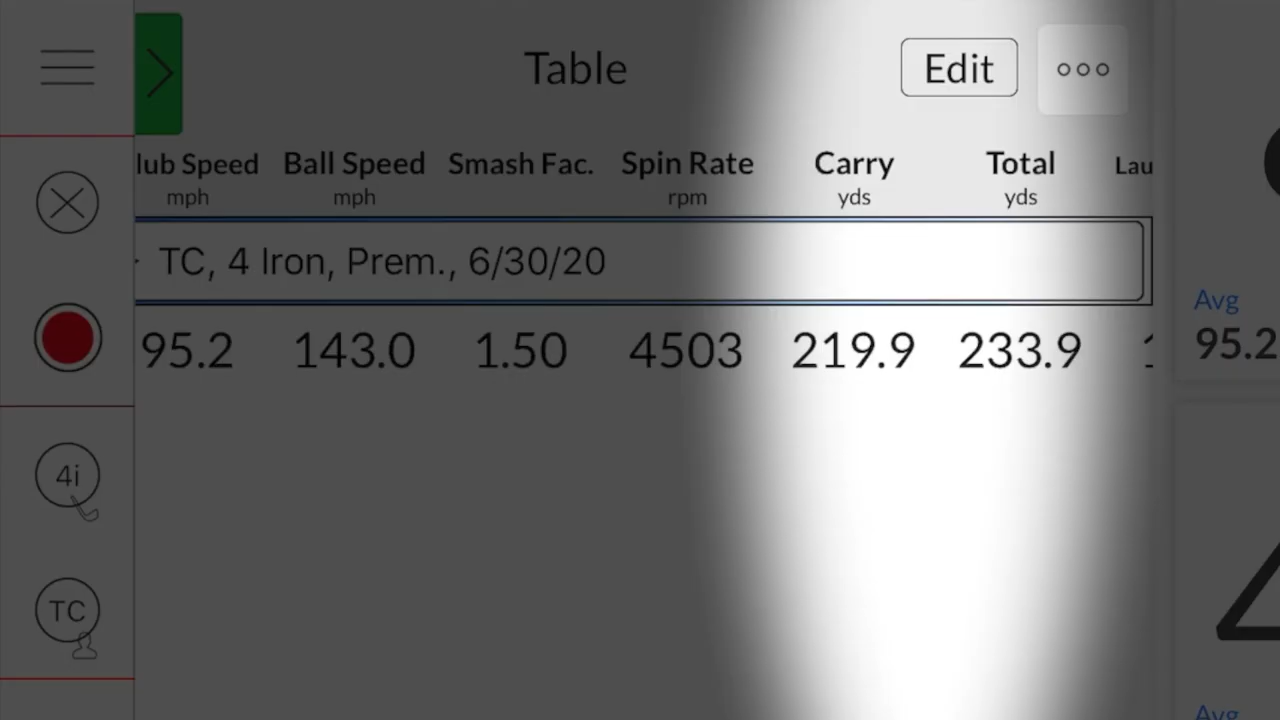 Table
Edit
lub Speed Ball Speed Smash Fac. Spin Rate Carry Total Lau
mph mph rpm yds yds
TC, 4 Iron, Prem., 6/30/20
95.2 143.0 1.50 4503 219.9 233.9
4i
TC
Avg
95.2
Avg